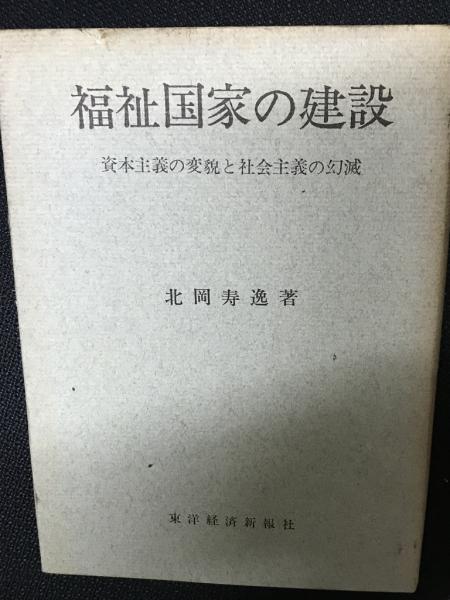 福祉国家の建設
資本主義の変貌と社会主義の幻滅
北岡寿逸著
東洋経済新報社